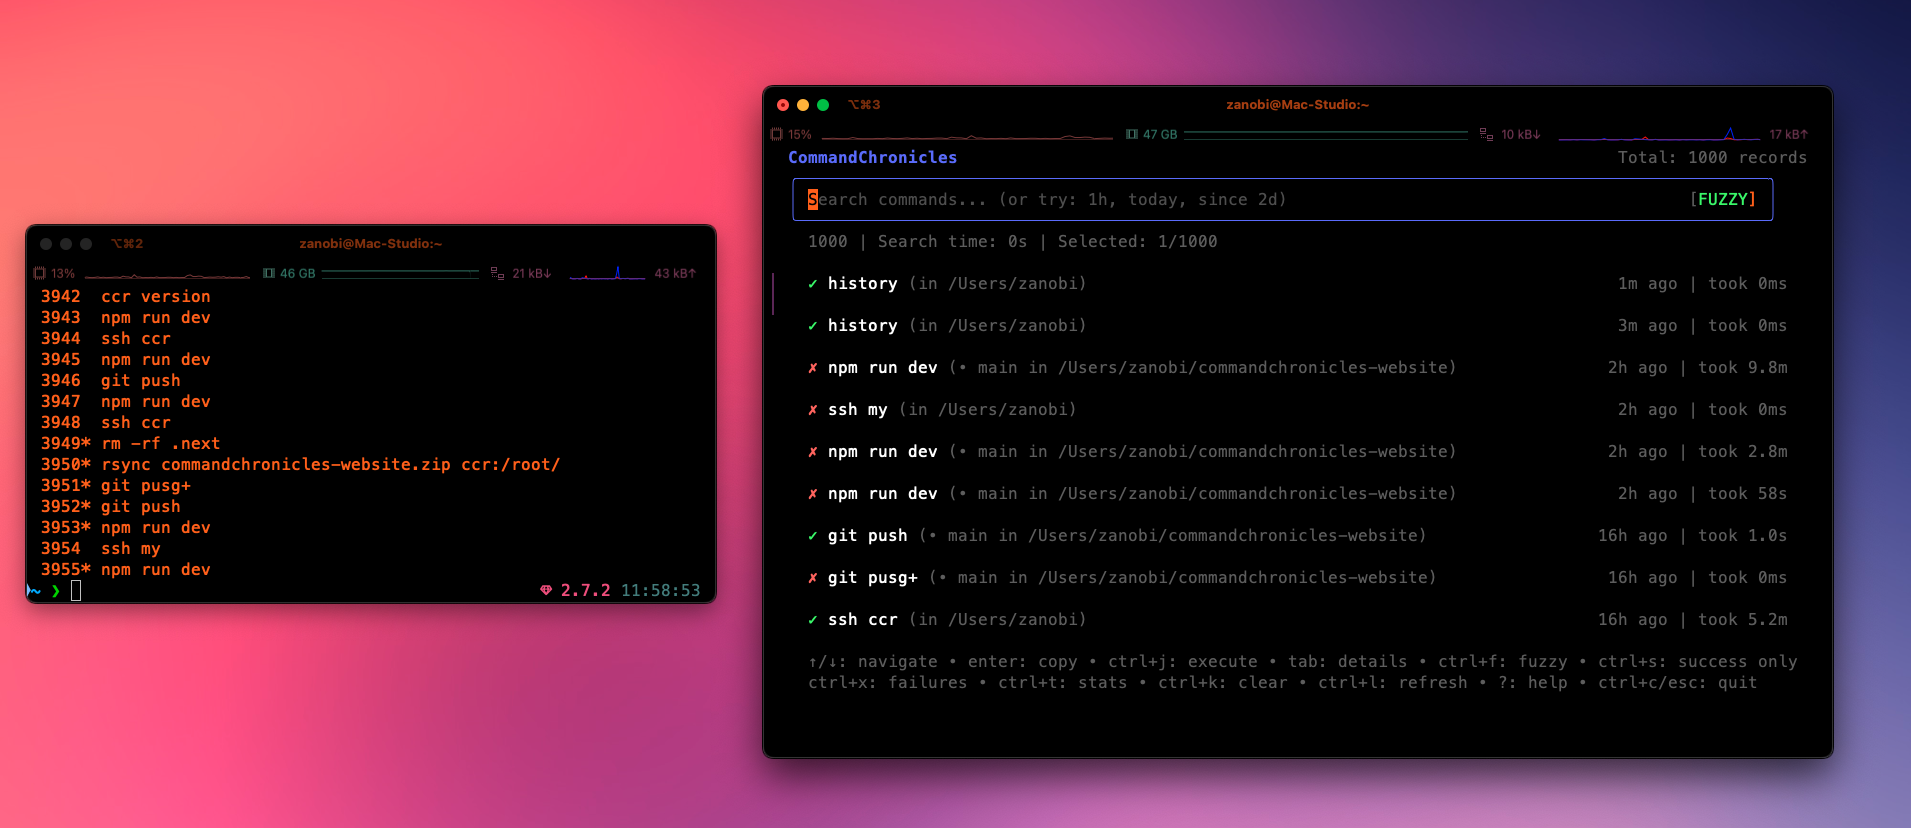 ⌥⌘2 zanobi@Mac-Studio:~
13% 46 GB 21 kB↓ 43 kB↑
3942 ccr version
3943 npm run dev
3944 ssh ccr
3945 npm run dev
3946 git push
3947 npm run dev
3948 ssh ccr
3949* rm -rf .next
3950* rsync commandchronicles-website.zip ccr:/root/
3951* git pusg+
3952* git push
3953* npm run dev
3954 ssh my
3955* npm run dev
~ ❯ 2.7.2 11:58:53
⌥⌘3 zanobi@Mac-Studio:~
15% 47 GB 10 kB↓ 17 kB↑
CommandChronicles Total: 1000 records
Search commands... (or try: 1h, today, since 2d) [FUZZY]
1000 | Search time: 0s | Selected: 1/1000
✓ history (in /Users/zanobi) 1m ago | took 0ms
✓ history (in /Users/zanobi) 3m ago | took 0ms
✗ npm run dev (• main in /Users/zanobi/commandchronicles-website) 2h ago | took 9.8m
✗ ssh my (in /Users/zanobi) 2h ago | took 0ms
✗ npm run dev (• main in /Users/zanobi/commandchronicles-website) 2h ago | took 2.8m
✗ npm run dev (• main in /Users/zanobi/commandchronicles-website) 2h ago | took 58s
✓ git push (• main in /Users/zanobi/commandchronicles-website) 16h ago | took 1.0s
✗ git pusg+ (• main in /Users/zanobi/commandchronicles-website) 16h ago | took 0ms
✓ ssh ccr (in /Users/zanobi) 16h ago | took 5.2m
↑/↓: navigate • enter: copy • ctrl+j: execute • tab: details • ctrl+f: fuzzy • ctrl+s: success only
ctrl+x: failures • ctrl+t: stats • ctrl+k: clear • ctrl+l: refresh • ?: help • ctrl+c/esc: quit